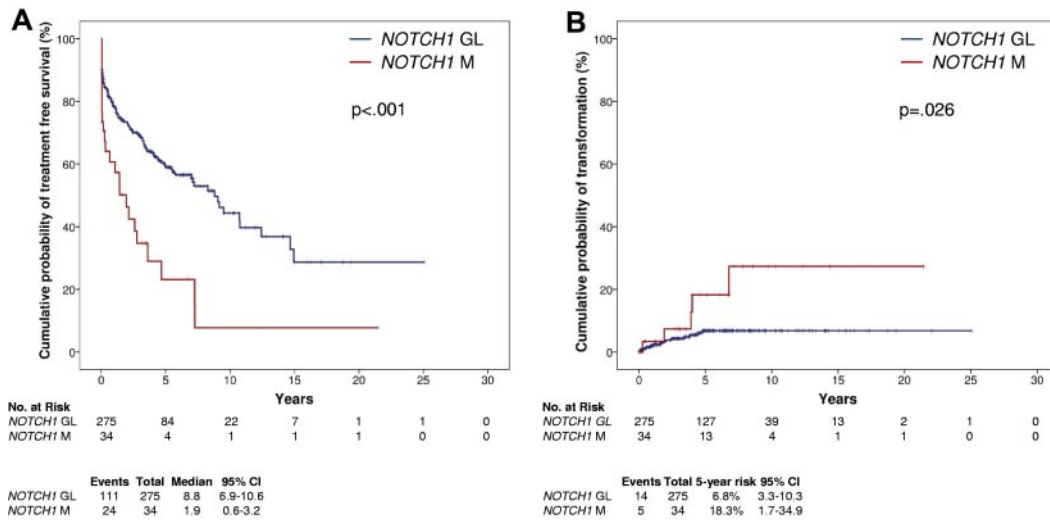 A
Cumulative probability of treatment free survival (%)
100
80
60
40
20
0
NOTCH1 GL
NOTCH1 M
p<.001
0 5 10 15 20 25 30
Years
No. at Risk
NOTCH1 GL 275 84 22 7 1 1 0
NOTCH1 M 34 4 1 1 1 0 0
Events Total Median 95% CI
NOTCH1 GL 111 275 8.8 6.9-10.6
NOTCH1 M 24 34 1.9 0.6-3.2
B
Cumulative probability of transformation (%)
100
80
60
40
20
0
NOTCH1 GL
NOTCH1 M
p=.026
0 5 10 15 20 25 30
Years
No. at Risk
NOTCH1 GL 275 127 39 13 2 1 0
NOTCH1 M 34 13 4 1 1 0 0
Events Total 5-year risk 95% CI
NOTCH1 GL 14 275 6.8% 3.3-10.3
NOTCH1 M 5 34 18.3% 1.7-34.9